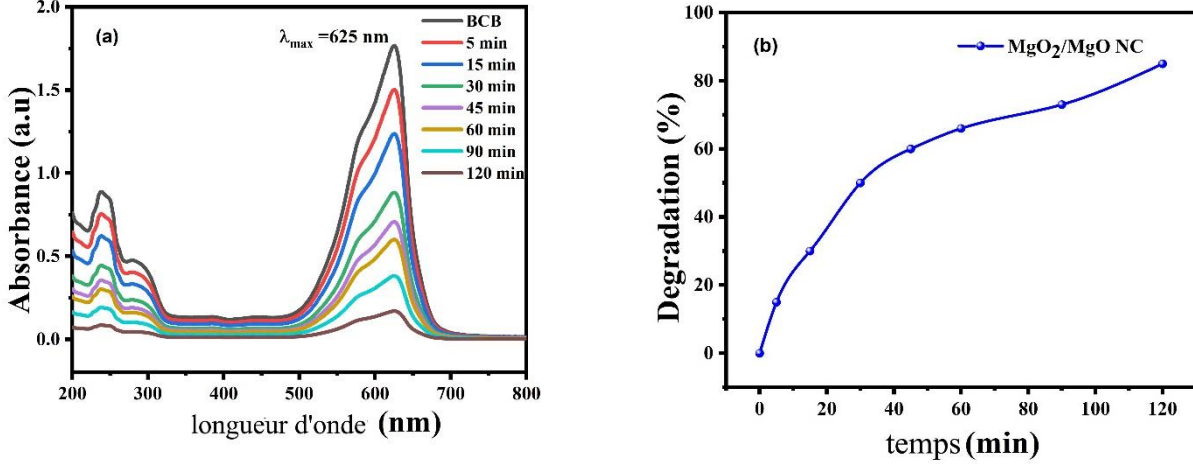 (a)
λmax =625 nm
BCB
5 min
15 min
30 min
45 min
60 min
90 min
120 min
Absorbance (a.u)
2.0
1.5
1.0
0.5
0.0
200 300 400 500 600 700 800
longueur d'onde (nm)
(b)
MgO2/MgO NC
Degradation (%)
100
80
60
40
20
0
0 20 40 60 80 100 120
temps (min)